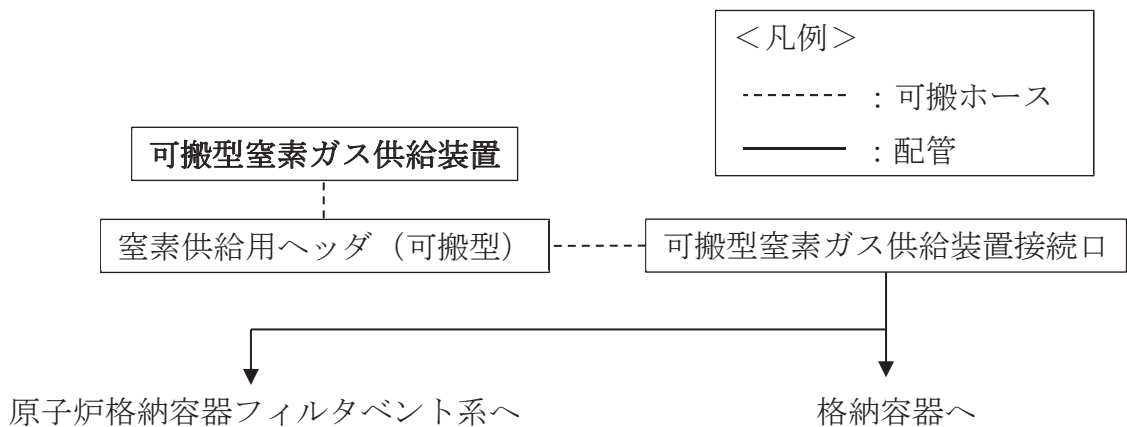 ＜凡例＞
：可搬ホース
：配管
可搬型窒素ガス供給装置
窒素供給用ヘッダ（可搬型）
可搬型窒素ガス供給装置接続口
原子炉格納容器フィルタベント系へ
格納容器へ